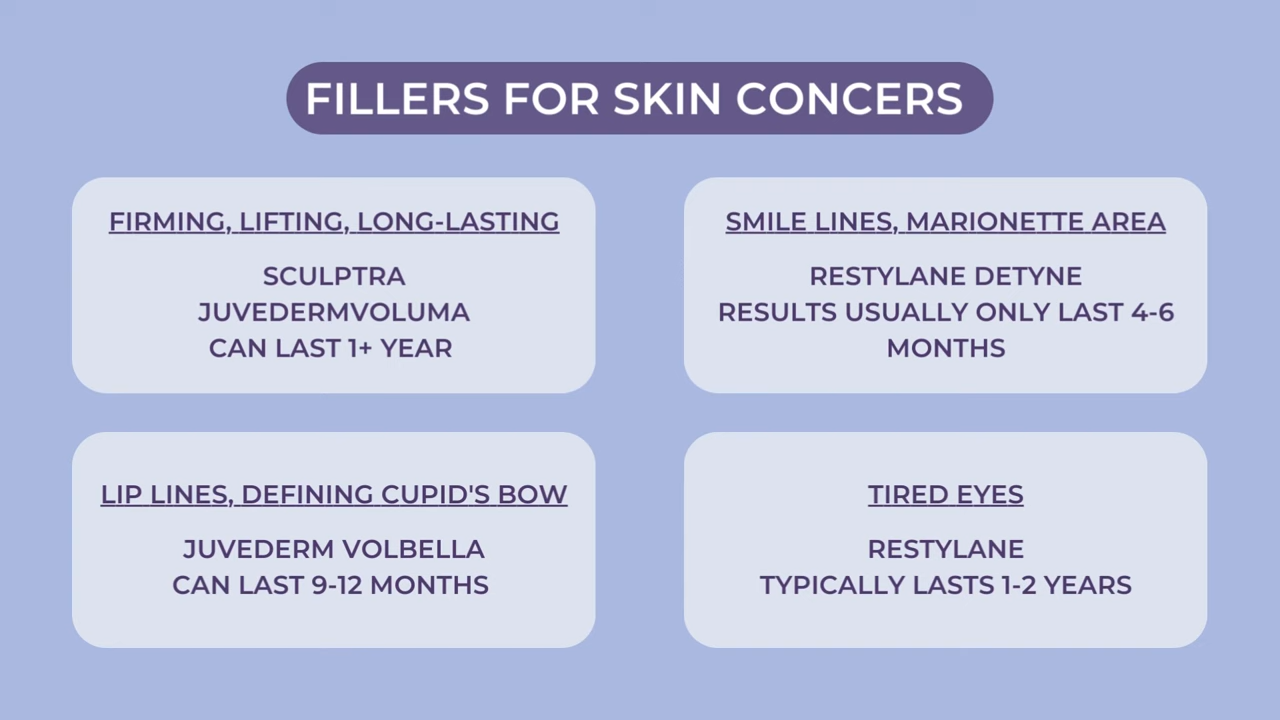 FILLERS FOR SKIN CONCERS
FIRMING, LIFTING, LONG-LASTING
SCULPTRA
JUVEDERMVOLUMA
CAN LAST 1+ YEAR
SMILE LINES, MARIONETTE AREA
RESTYLANE DETYNE
RESULTS USUALLY ONLY LAST 4-6
MONTHS
LIP LINES, DEFINING CUPID'S BOW
JUVEDERM VOLBELLA
CAN LAST 9-12 MONTHS
TIRED EYES
RESTYLANE
TYPICALLY LASTS 1-2 YEARS